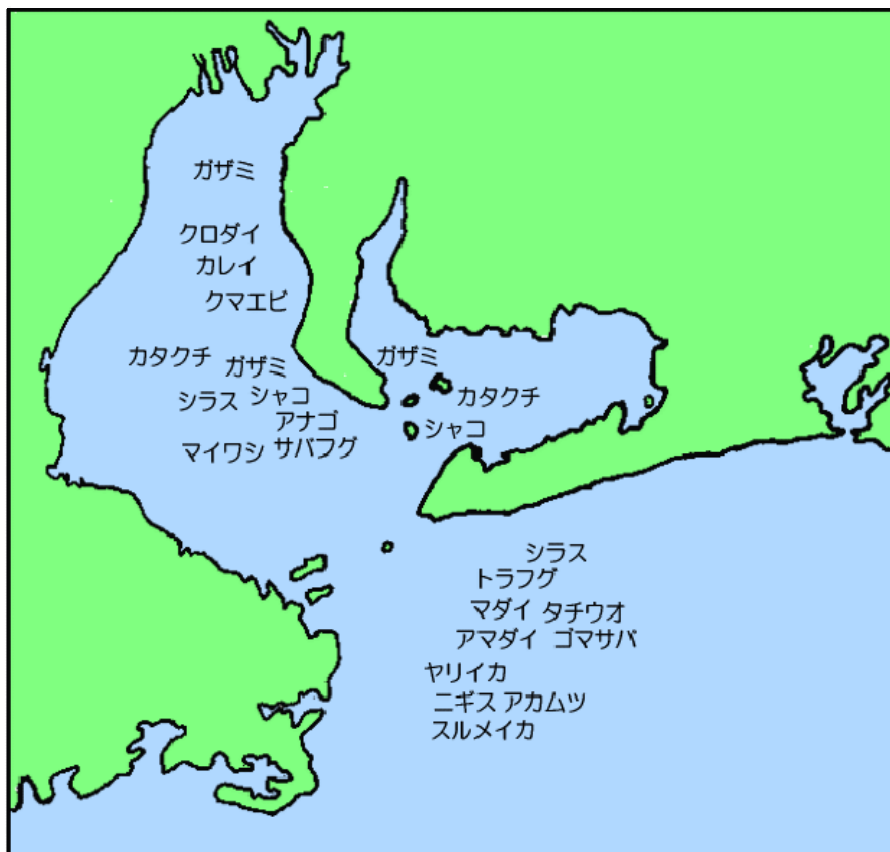 ガザミ
クロダイ
カレイ
クマエビ
カタクチ ガザミ
シラス シャコ
アナゴ
マイワシ サバフグ
ガザミ
カタクチ
シャコ
シラス
トラフグ
マダイ タチウオ
アマダイ ゴマサバ
ヤリイカ
ニギス アカムツ
スルメイカ